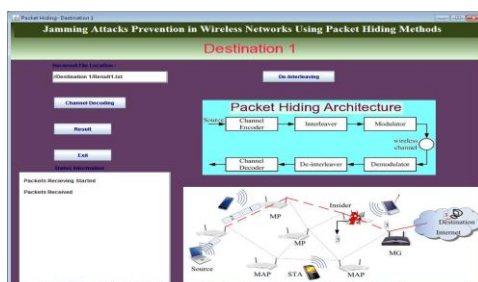 Packet Hiding- Destination 1
Jamming Attacks Prevention in Wireless Networks Using Packet Hiding Methods
Destination 1
Received File Location :
/Destination 1/Result1.txt
De-Interleaving
Channel Decoding
Result
Exit
Status Information
Packets Receiving Started
Packets Received
Packet Hiding Architecture
Source
Channel Encoder
Interleaver
Modulator
wireless channel
Channel Decoder
De-interleaver
Demodulator
MP
Insider
MP
Source
MAP
STA
MAP
MG
Destination
Internet